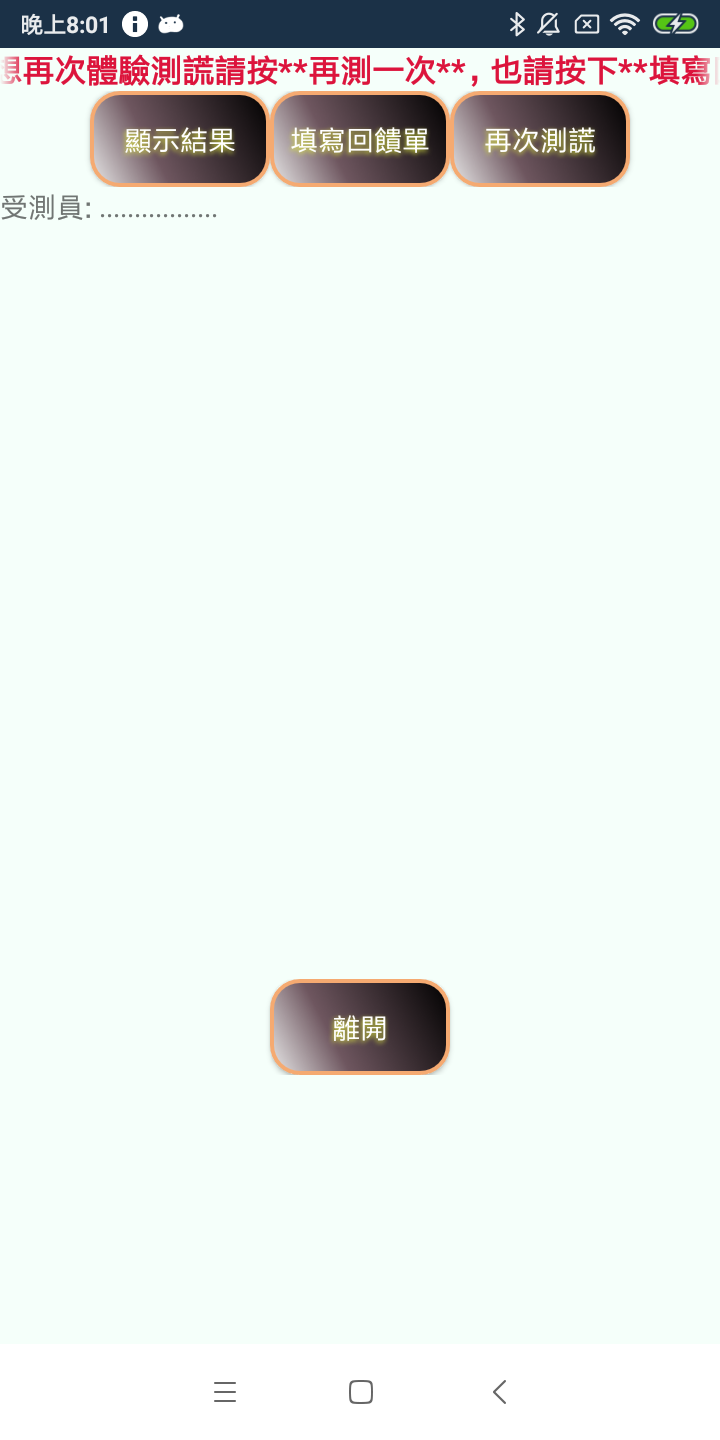 晚上8:01
再次體驗測謊請按**再測一次**, 也請按下**填寫
顯示結果 填寫回饋單 再次測謊
受測員: .................
離開